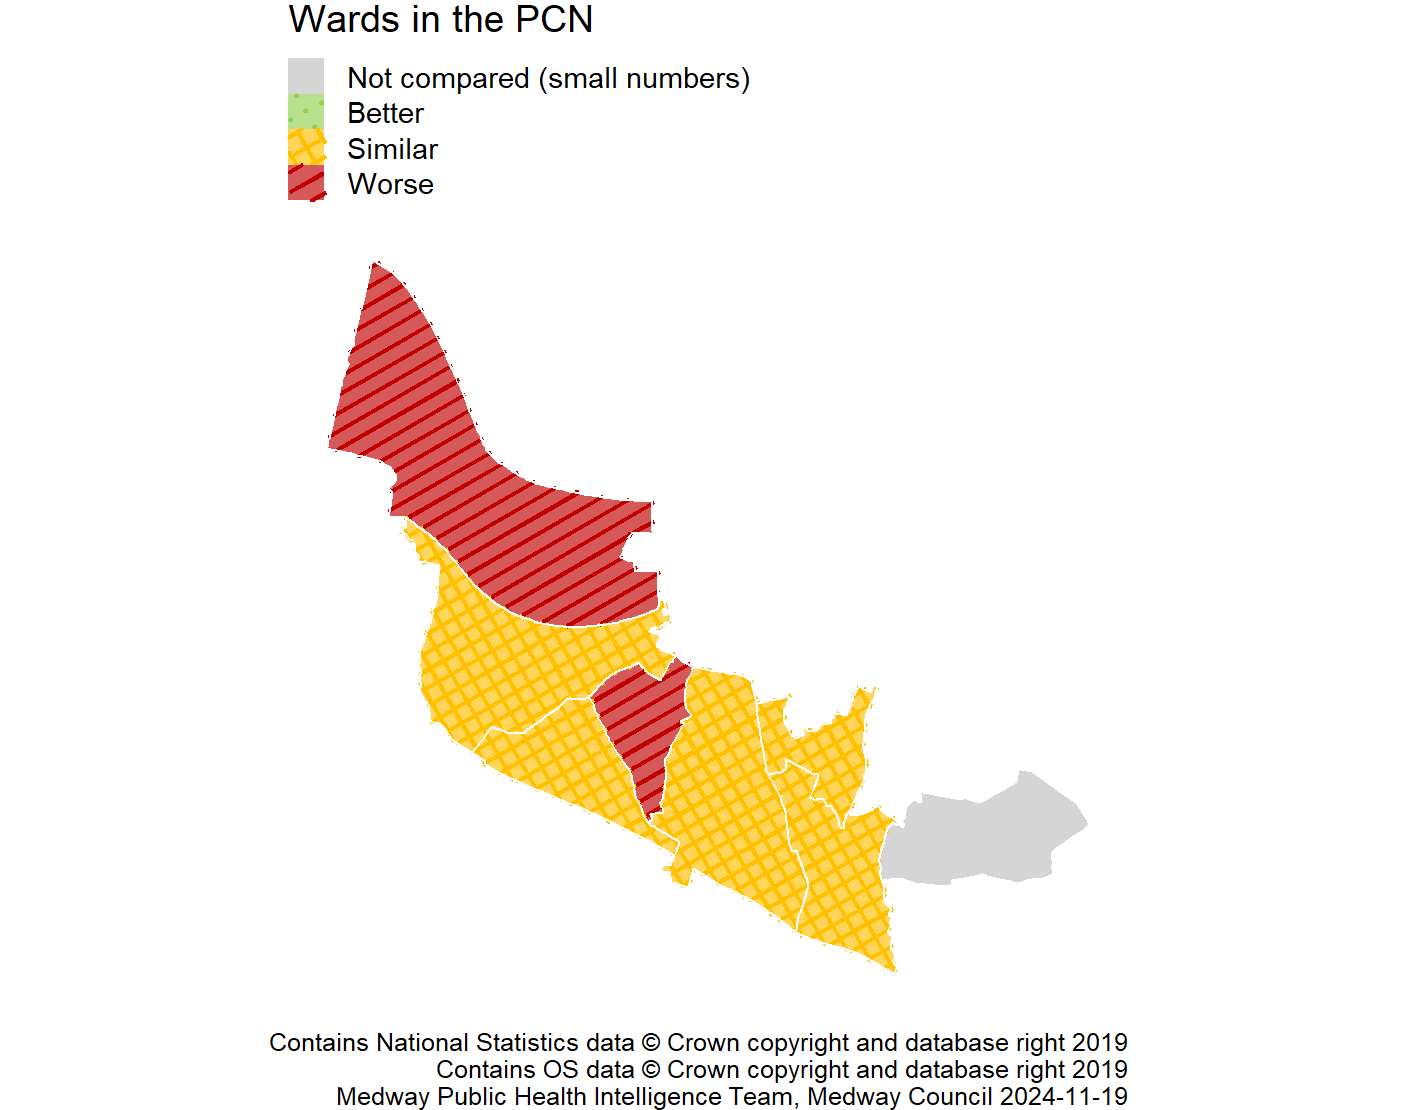 Wards in the PCN
Not compared (small numbers)
Better
Similar
Worse
Contains National Statistics data © Crown copyright and database right 2019
Contains OS data © Crown copyright and database right 2019
Medway Public Health Intelligence Team, Medway Council 2024-11-19